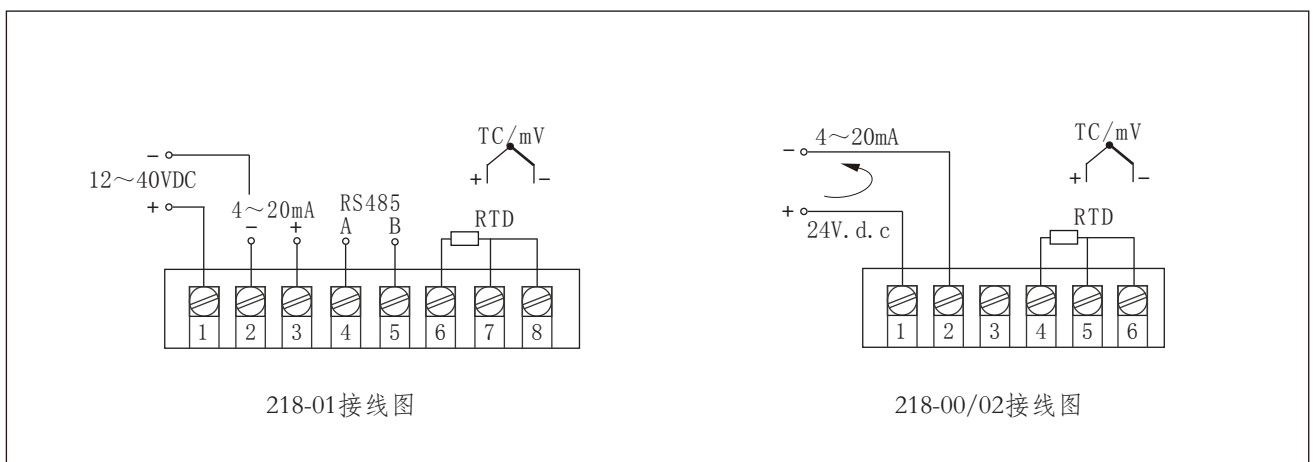 TC/mV
+ −
−
12～40VDC
+
4～20mA
− +
RS485
A B
RTD
1 2 3 4 5 6 7 8
218-01接线图
4～20mA
−
+
24V.d.c
TC/mV
+ −
RTD
1 2 3 4 5 6
218-00/02接线图